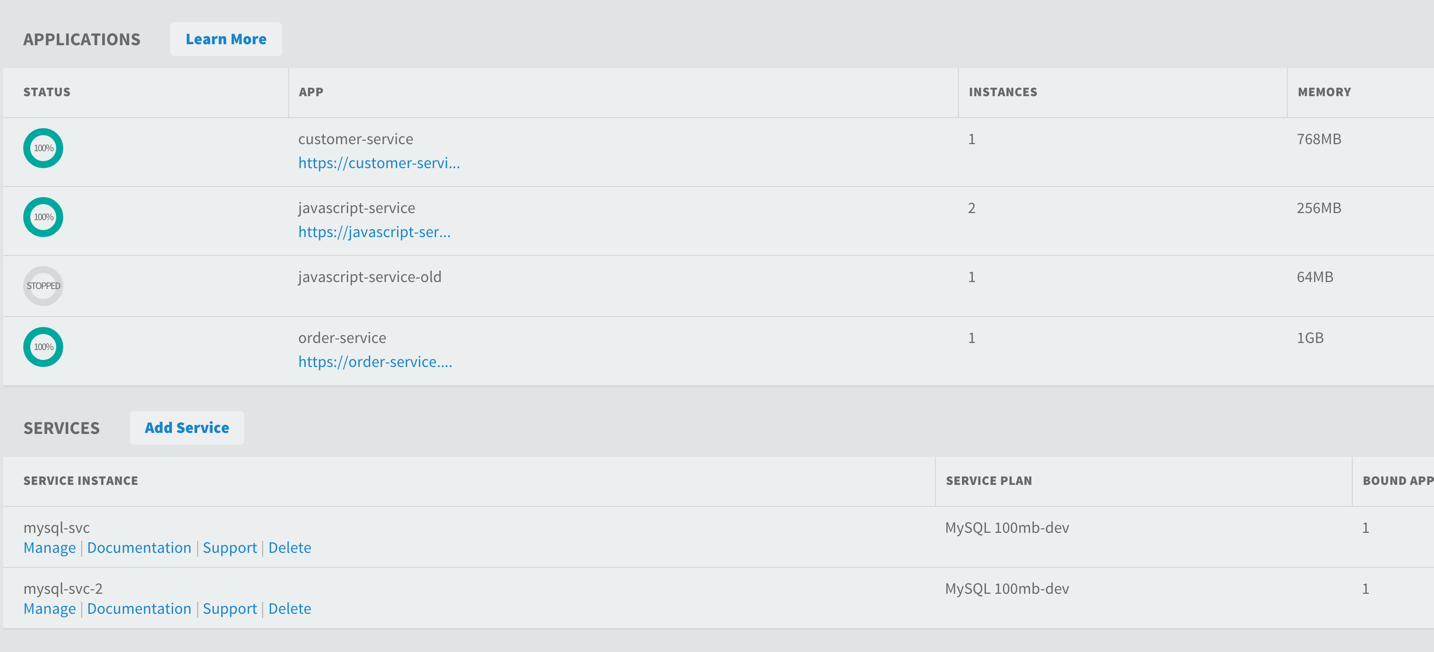 APPLICATIONS Learn More
STATUS APP INSTANCES MEMORY
100% customer-service 1 768MB
https://customer-servi...
100% javascript-service 2 256MB
https://javascript-ser...
STOPPED javascript-service-old 1 64MB
100% order-service 1 1GB
https://order-service....
SERVICES Add Service
SERVICE INSTANCE SERVICE PLAN BOUND APP
mysql-svc MySQL 100mb-dev 1
Manage | Documentation | Support | Delete
mysql-svc-2 MySQL 100mb-dev 1
Manage | Documentation | Support | Delete